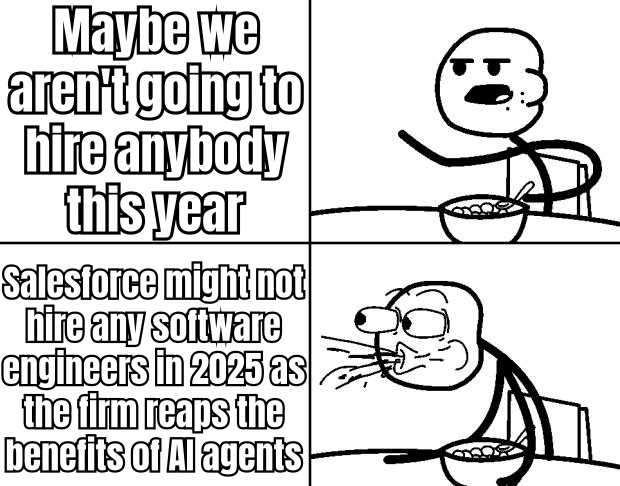 Maybe we
aren't going to
hire anybody
this year
Salesforce might not
hire any software
engineers in 2025 as
the firm reaps the
benefits of AI agents